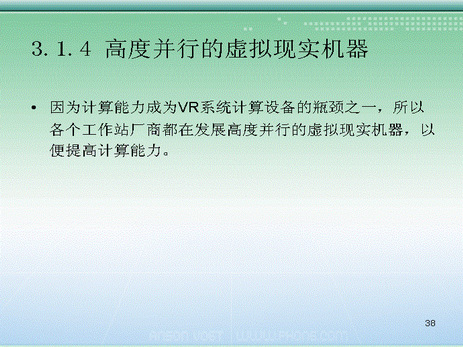 3.1.4 高度并行的虚拟现实机器
• 因为计算能力成为VR系统计算设备的瓶颈之一，所以
各个工作站厂商都在发展高度并行的虚拟现实机器，以
便提高计算能力。
38